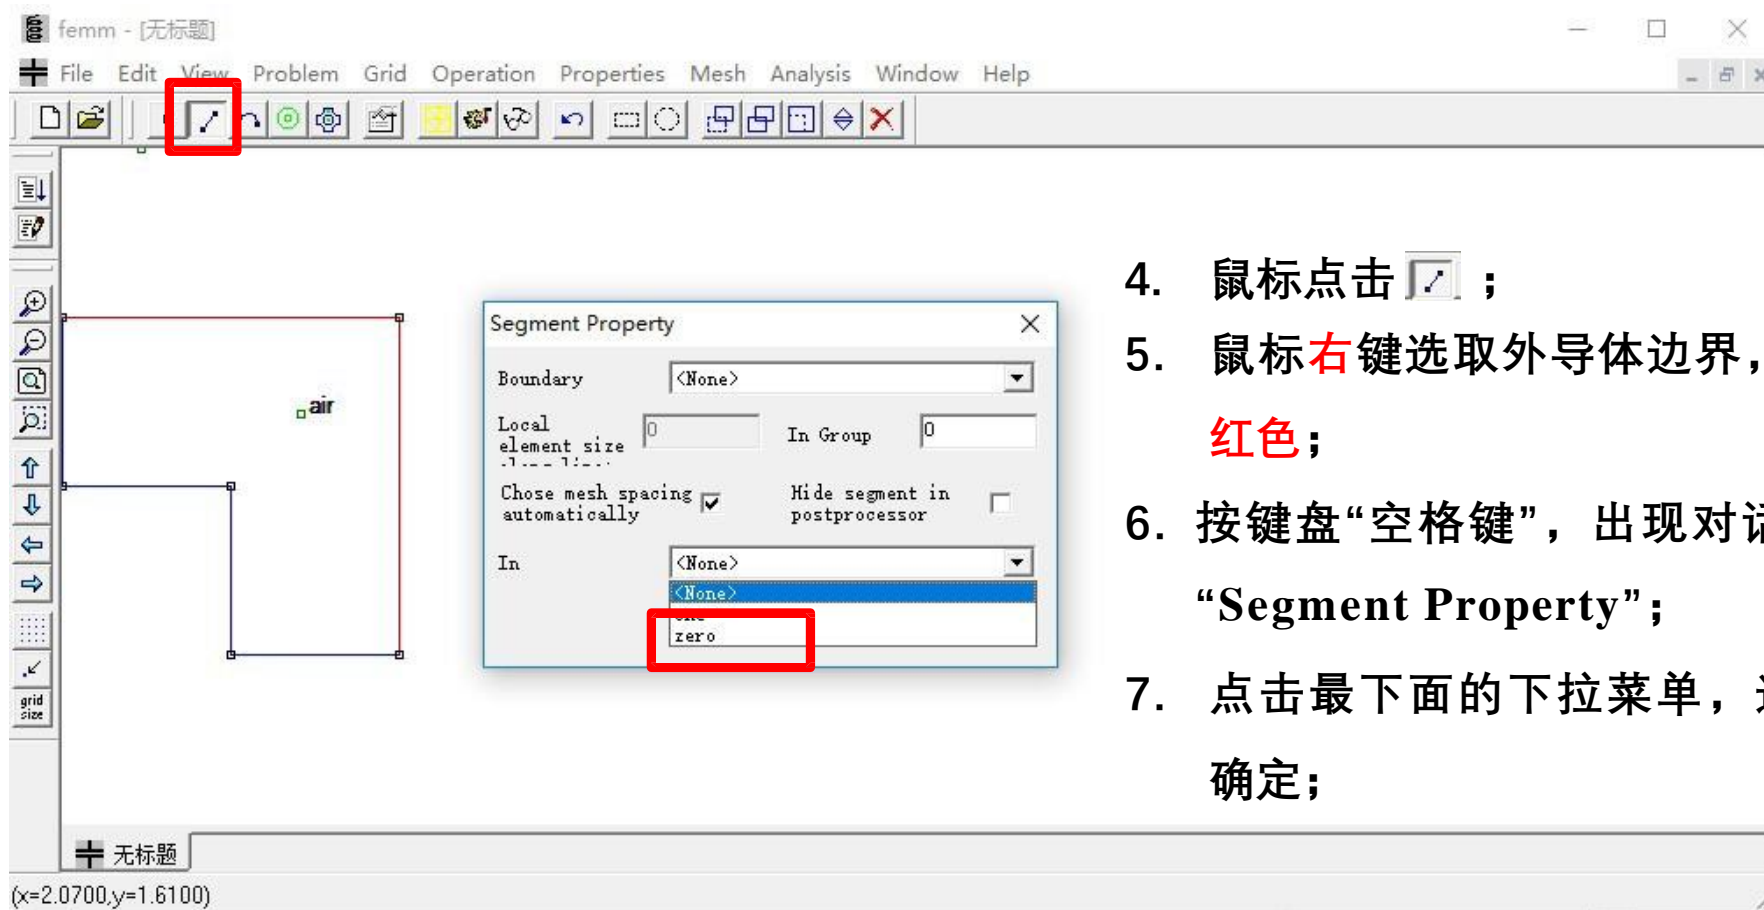 femm - [无标题]
File Edit View Problem Grid Operation Properties Mesh Analysis Window Help
grid
size
air
Segment Property
Boundary <None>
Local
element size
0
In Group 0
Chose mesh spacing
automatically
Hide segment in
postprocessor
In <None>
<None>
zero
4. 鼠标点击 ；
5. 鼠标右键选取外导体边界，
红色；
6. 按键盘“空格键”，出现对
“Segment Property”；
7. 点击最下面的下拉菜单，
确定；
无标题
(x=2.0700,y=1.6100)